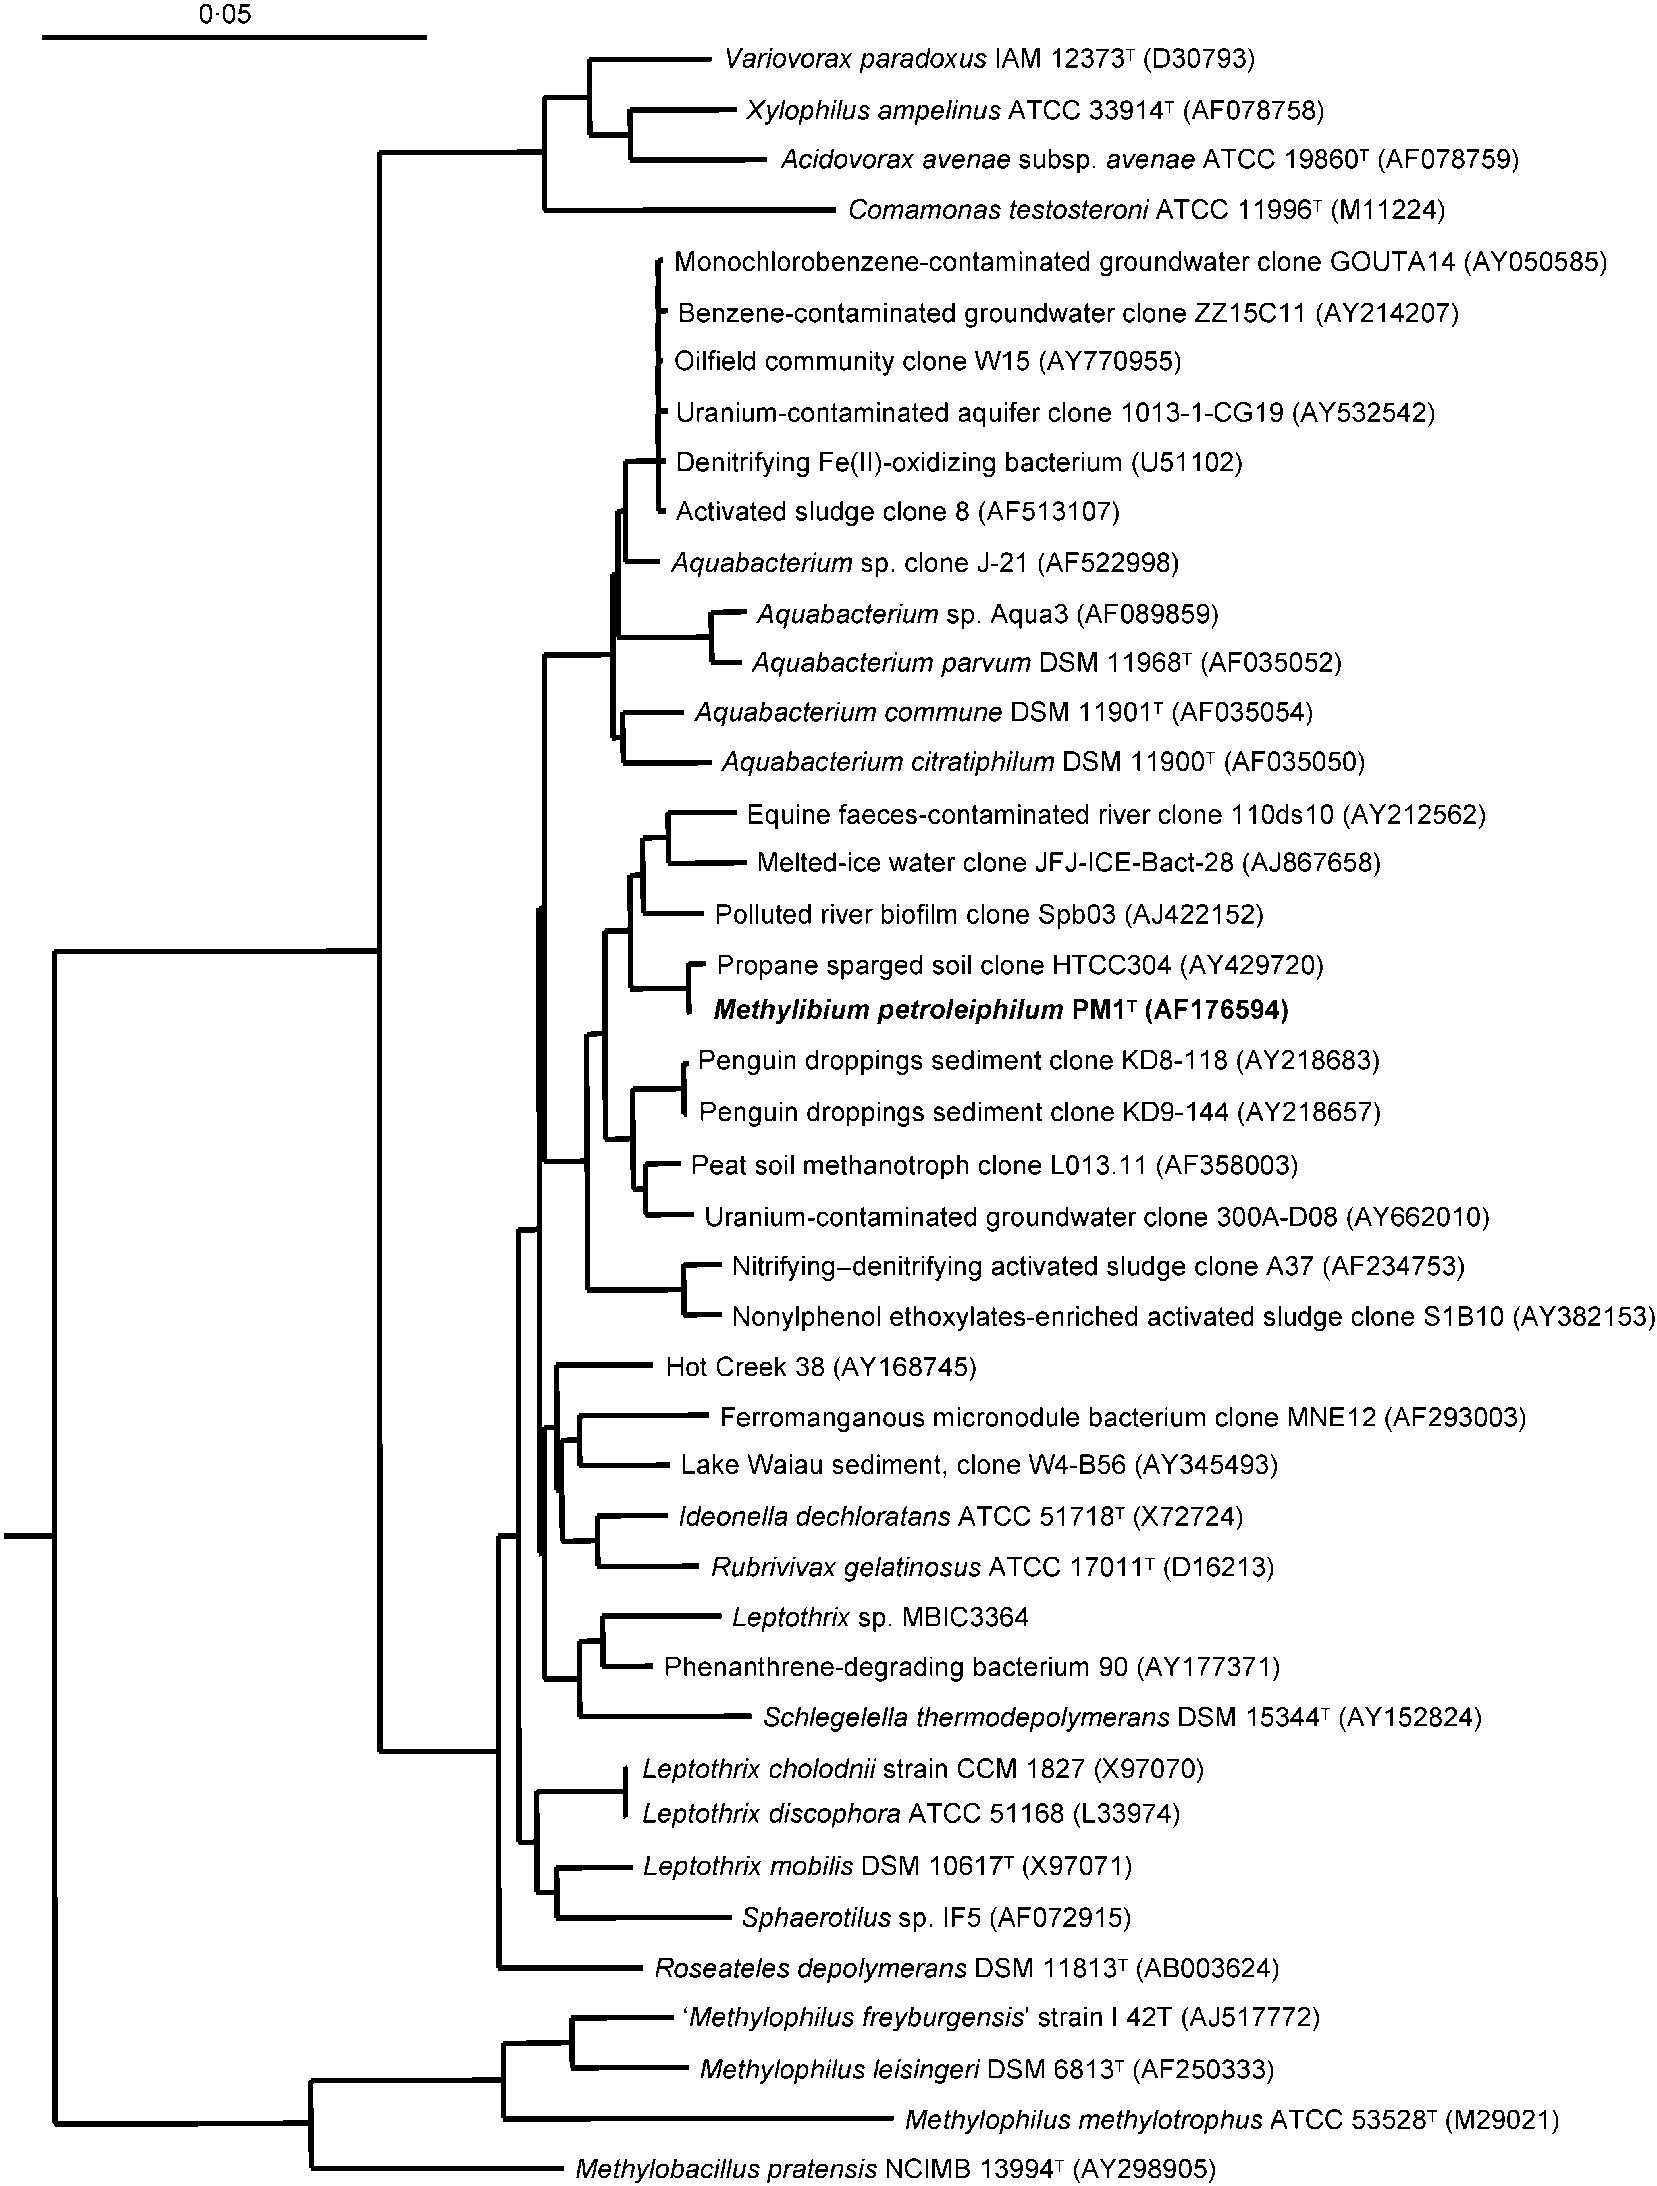 0·05
Variovorax paradoxus IAM 12373ᵀ (D30793)
Xylophilus ampelinus ATCC 33914ᵀ (AF078758)
Acidovorax avenae subsp. avenae ATCC 19860ᵀ (AF078759)
Comamonas testosteroni ATCC 11996ᵀ (M11224)
Monochlorobenzene-contaminated groundwater clone GOUTA14 (AY050585)
Benzene-contaminated groundwater clone ZZ15C11 (AY214207)
Oilfield community clone W15 (AY770955)
Uranium-contaminated aquifer clone 1013-1-CG19 (AY532542)
Denitrifying Fe(II)-oxidizing bacterium (U51102)
Activated sludge clone 8 (AF513107)
Aquabacterium sp. clone J-21 (AF522998)
Aquabacterium sp. Aqua3 (AF089859)
Aquabacterium parvum DSM 11968ᵀ (AF035052)
Aquabacterium commune DSM 11901ᵀ (AF035054)
Aquabacterium citratiphilum DSM 11900ᵀ (AF035050)
Equine faeces-contaminated river clone 110ds10 (AY212562)
Melted-ice water clone JFJ-ICE-Bact-28 (AJ867658)
Polluted river biofilm clone Spb03 (AJ422152)
Propane sparged soil clone HTCC304 (AY429720)
Methylibium petroleiphilum PM1ᵀ (AF176594)
Penguin droppings sediment clone KD8-118 (AY218683)
Penguin droppings sediment clone KD9-144 (AY218657)
Peat soil methanotroph clone L013.11 (AF358003)
Uranium-contaminated groundwater clone 300A-D08 (AY662010)
Nitrifying–denitrifying activated sludge clone A37 (AF234753)
Nonylphenol ethoxylates-enriched activated sludge clone S1B10 (AY382153)
Hot Creek 38 (AY168745)
Ferromanganous micronodule bacterium clone MNE12 (AF293003)
Lake Waiau sediment, clone W4-B56 (AY345493)
Ideonella dechloratans ATCC 51718ᵀ (X72724)
Rubrivivax gelatinosus ATCC 17011ᵀ (D16213)
Leptothrix sp. MBIC3364
Phenanthrene-degrading bacterium 90 (AY177371)
Schlegelella thermodepolymerans DSM 15344ᵀ (AY152824)
Leptothrix cholodnii strain CCM 1827 (X97070)
Leptothrix discophora ATCC 51168 (L33974)
Leptothrix mobilis DSM 10617ᵀ (X97071)
Sphaerotilus sp. IF5 (AF072915)
Roseateles depolymerans DSM 11813ᵀ (AB003624)
‘Methylophilus freyburgensis’ strain I 42T (AJ517772)
Methylophilus leisingeri DSM 6813ᵀ (AF250333)
Methylophilus methylotrophus ATCC 53528ᵀ (M29021)
Methylobacillus pratensis NCIMB 13994ᵀ (AY298905)